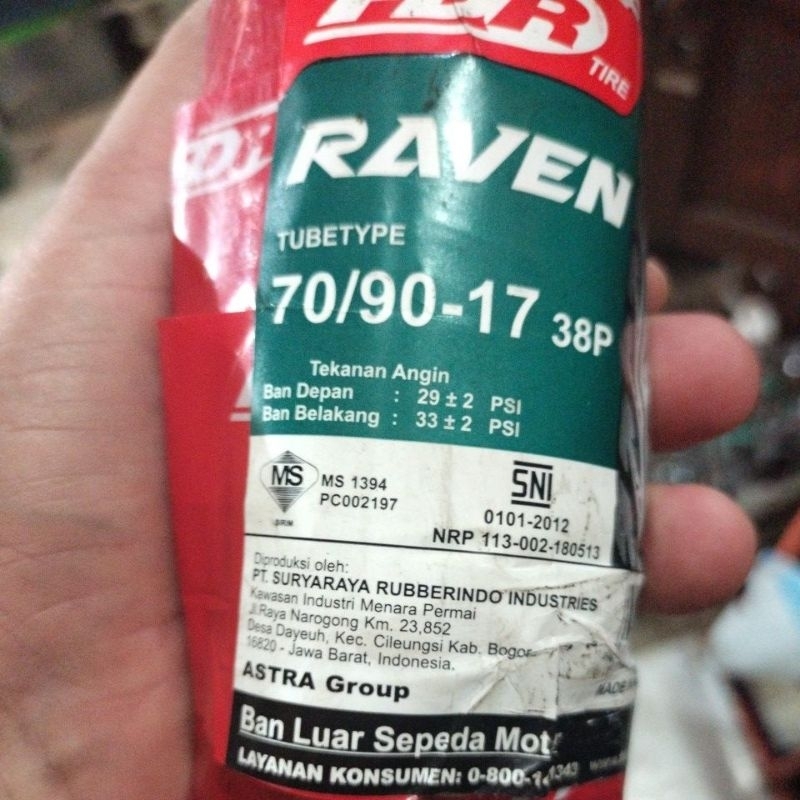 FDR
TIRE
RAVEN
TUBETYPE
70/90-17 38P
Tekanan Angin
Ban Depan : 29 ± 2 PSI
Ban Belakang : 33 ± 2 PSI
MS
SIRIM
MS 1394
PC002197
SNI
0101-2012
NRP 113-002-180513
Diproduksi oleh:
PT. SURYARAYA RUBBERINDO INDUSTRIES
Kawasan Industri Menara Permai
Jl.Raya Narogong Km. 23,852
Desa Dayeuh, Kec. Cileungsi Kab. Bogor
16820 - Jawa Barat, Indonesia.
ASTRA Group
MADE
Ban Luar Sepeda Mot
LAYANAN KONSUMEN: 0-800-1